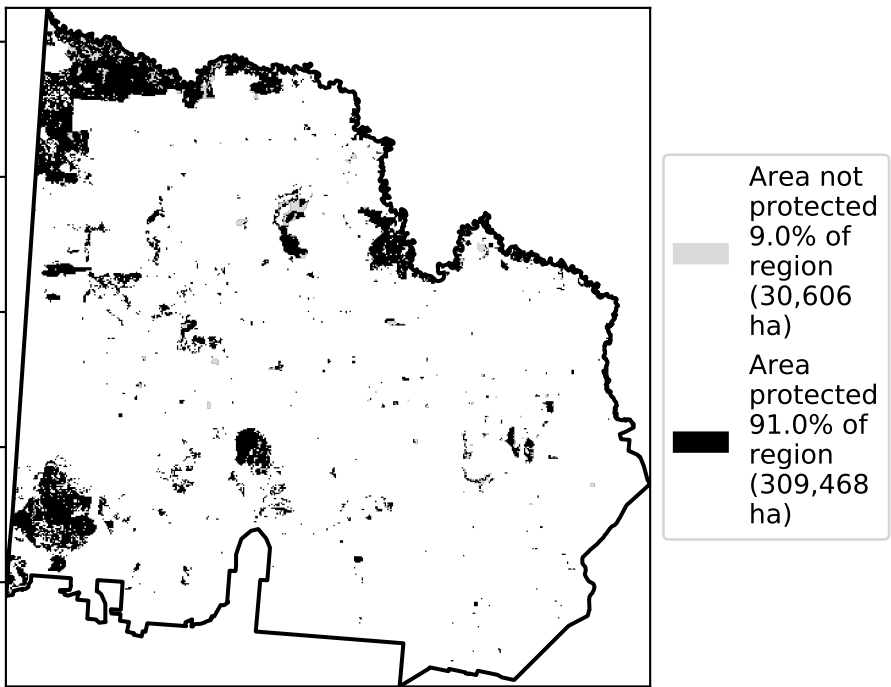 Area not
protected
9.0% of
region
(30,606
ha)
Area
protected
91.0% of
region
(309,468
ha)